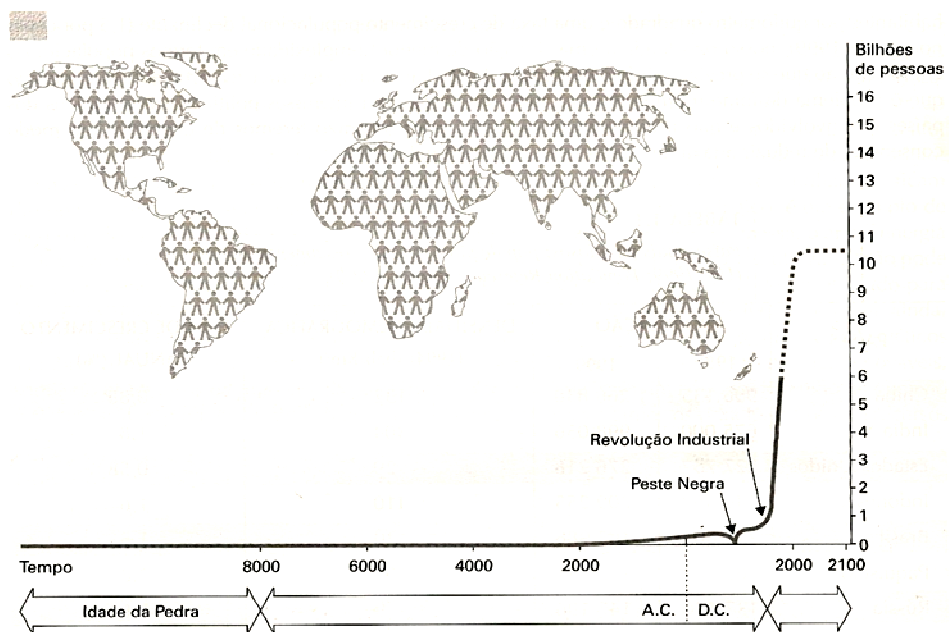 Bilhões
de pessoas
16
15
14
13
12
11
10
9
8
7
6
5
4
3
2
1
0
Revolução Industrial
Peste Negra
Tempo 8000 6000 4000 2000 2000 2100
Idade da Pedra A.C. D.C.